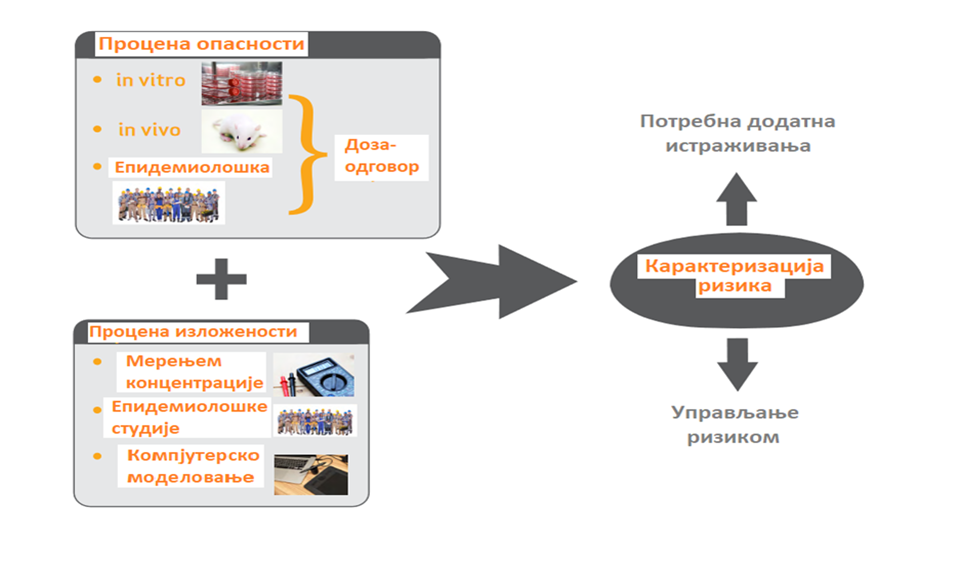 Процена опасности
in vitro
in vivo
Епидемиолошка
Доза-
одговор
Процена изложености
Мерењем
концентрације
Епидемиолошке
студије
Компјутерско
моделовање
Потребна додатна
истраживања
Карактеризација
ризика
Управљање
ризиком